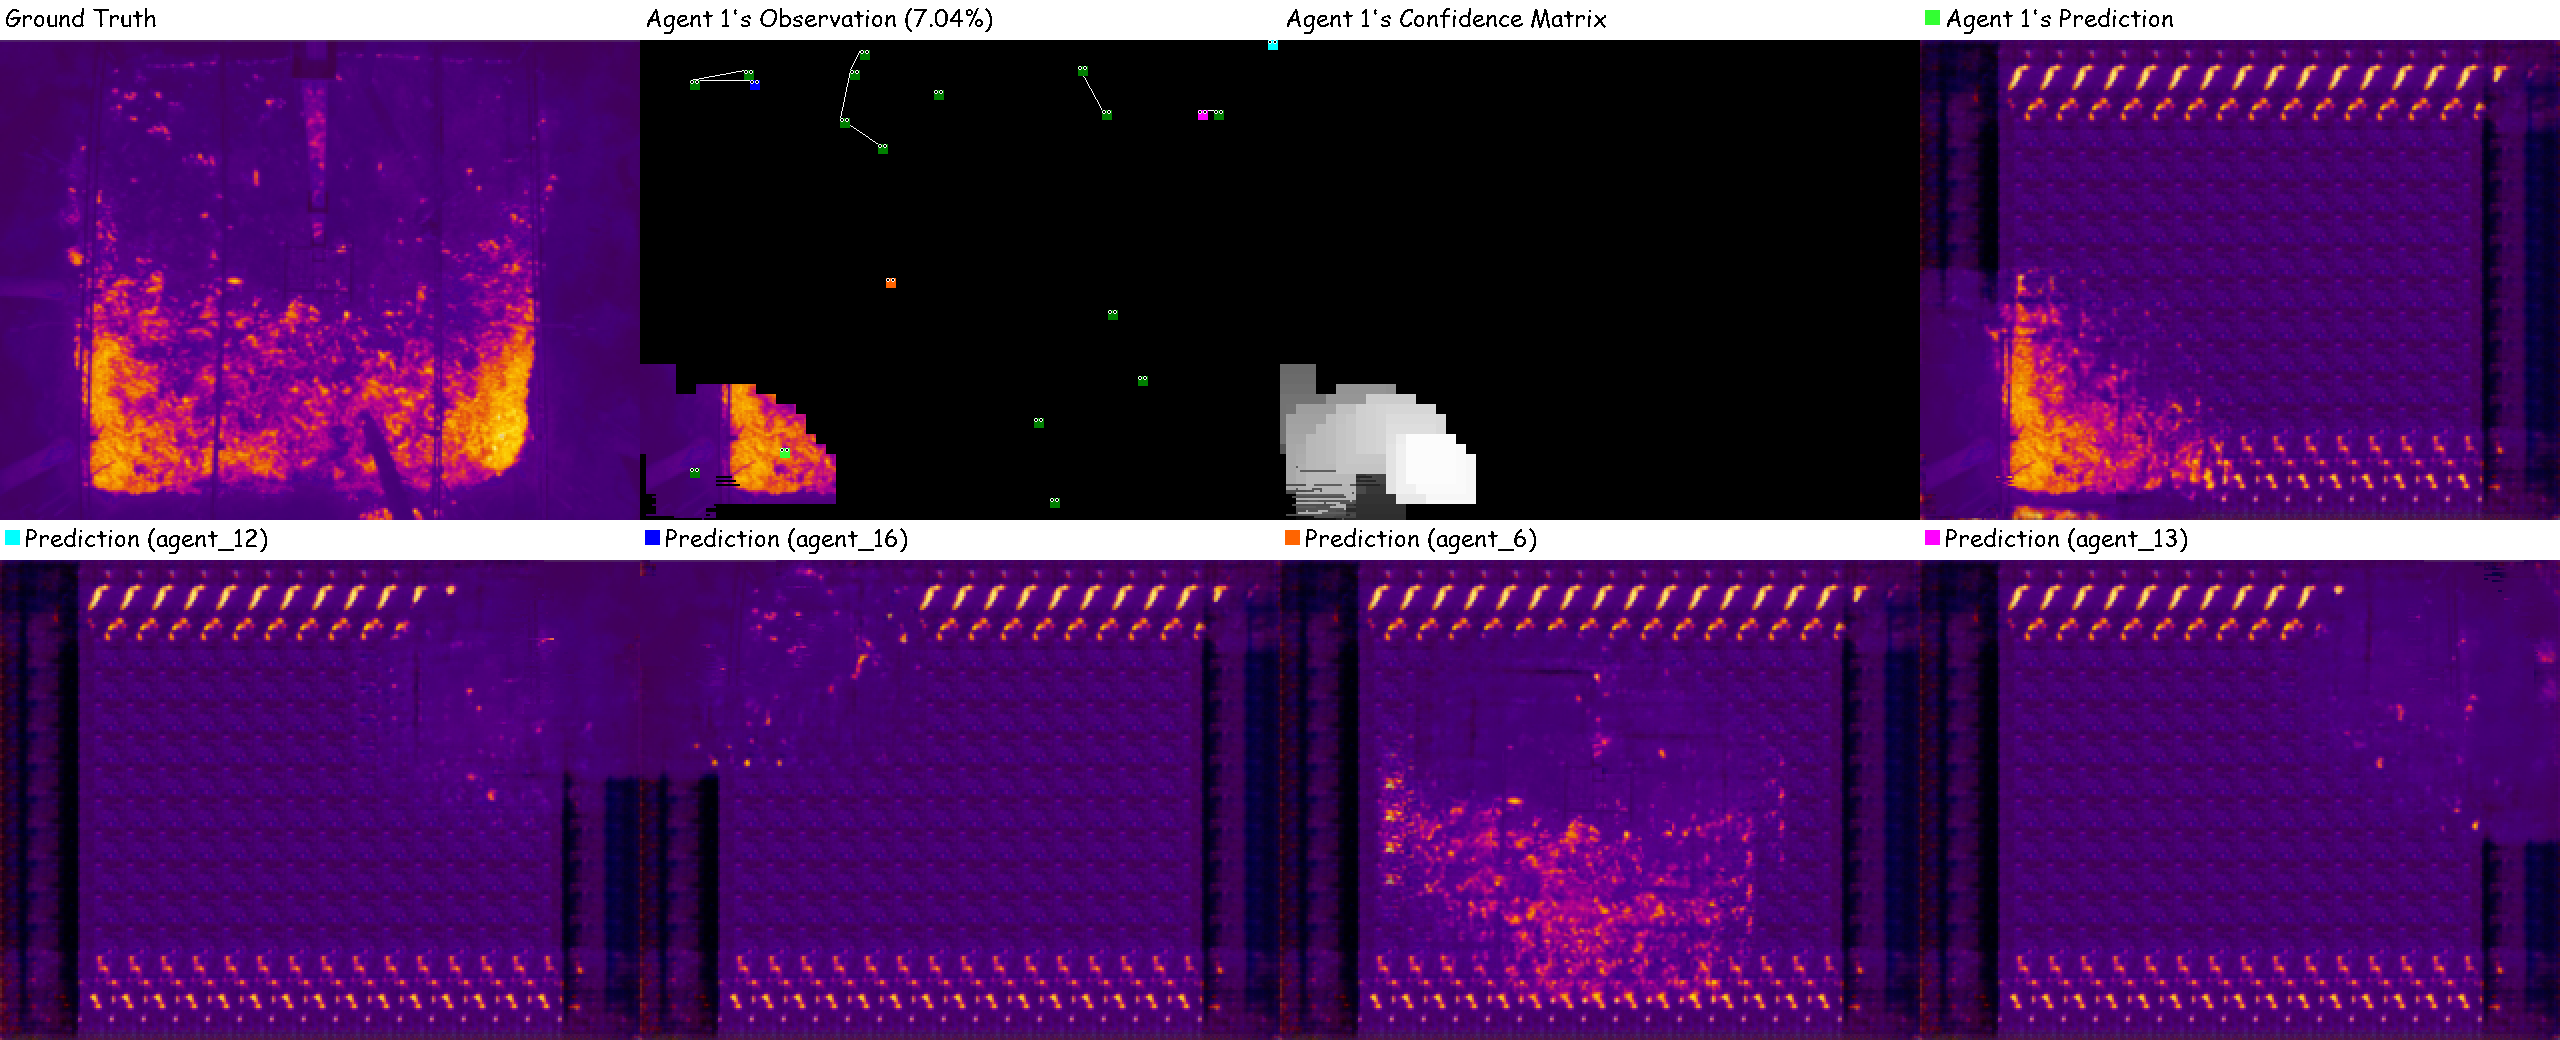 Ground Truth
Agent 1's Observation (7.04%)
Agent 1's Confidence Matrix
Agent 1's Prediction
Prediction (agent_12)
Prediction (agent_16)
Prediction (agent_6)
Prediction (agent_13)